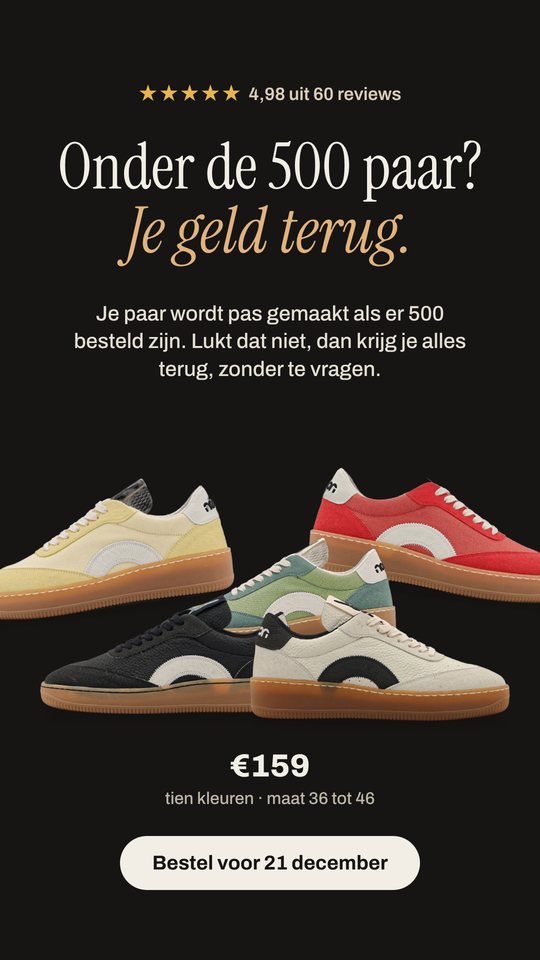 ★★★★★ 4,98 uit 60 reviews
Onder de 500 paar?
Je geld terug.
Je paar wordt pas gemaakt als er 500
besteld zijn. Lukt dat niet, dan krijg je alles
terug, zonder te vragen.
€159
tien kleuren · maat 36 tot 46
Bestel voor 21 december